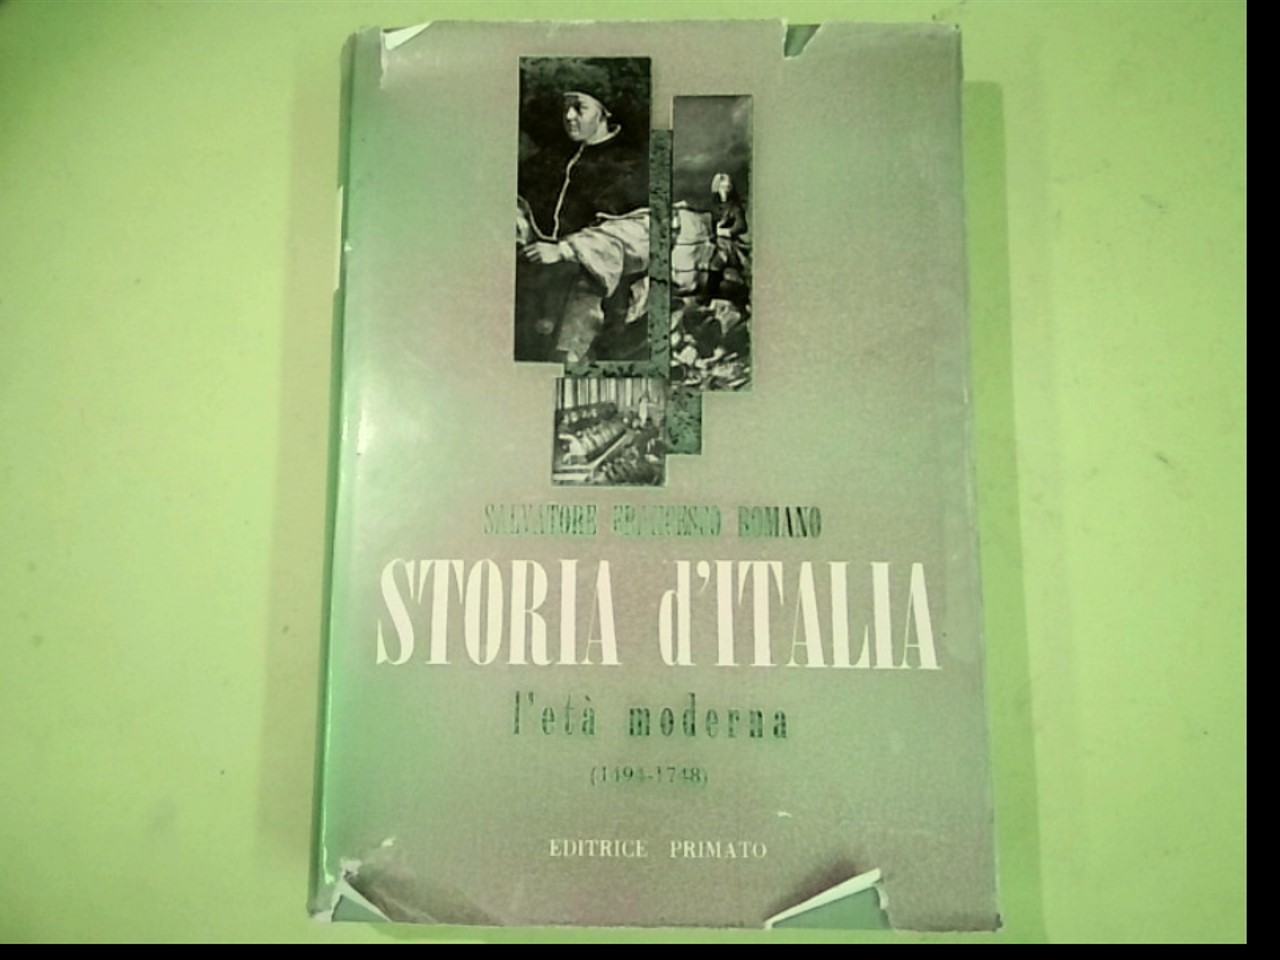 SALVATORE FRANCESCO ROMANO
STORIA d'ITALIA
l'età moderna
(1494-1748)
EDITRICE PRIMATO